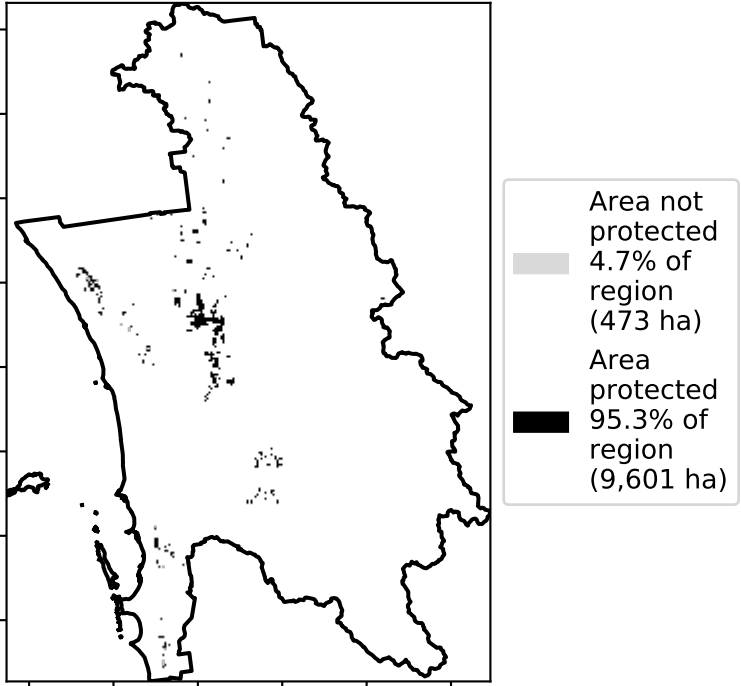 Area not
protected
4.7% of
region
(473 ha)
Area
protected
95.3% of
region
(9,601 ha)